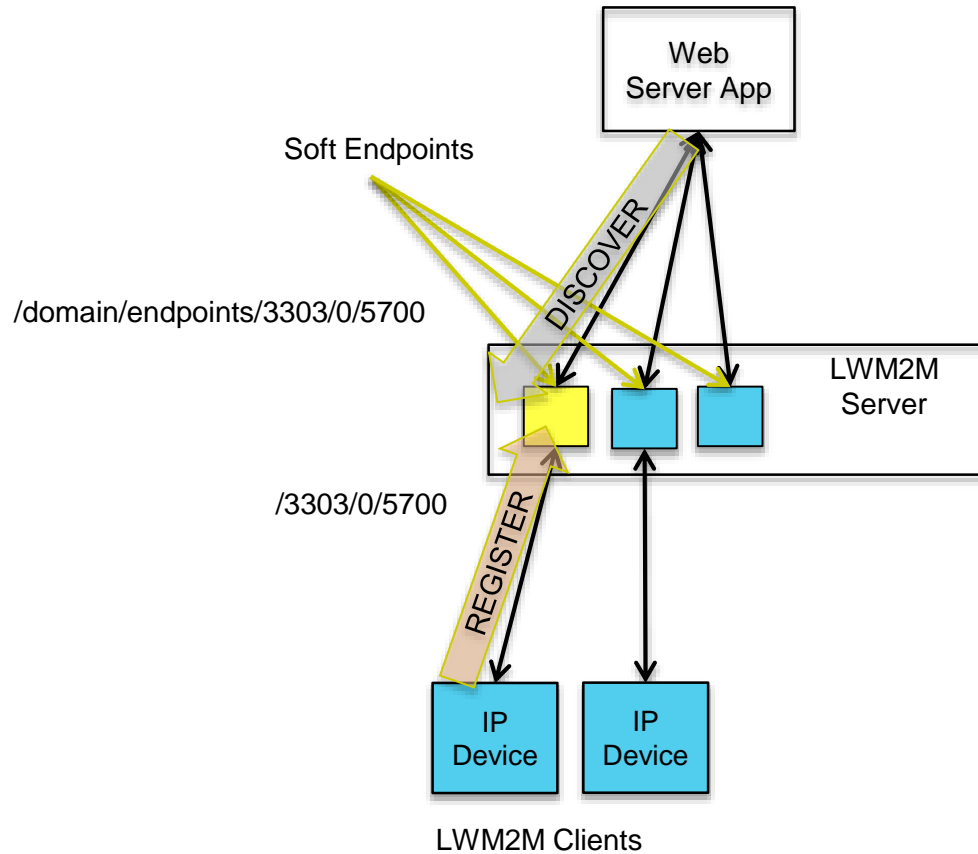 Web
Server App
Soft Endpoints
DISCOVER
/domain/endpoints/3303/0/5700
LWM2M
Server
/3303/0/5700
REGISTER
IP
Device
IP
Device
LWM2M Clients